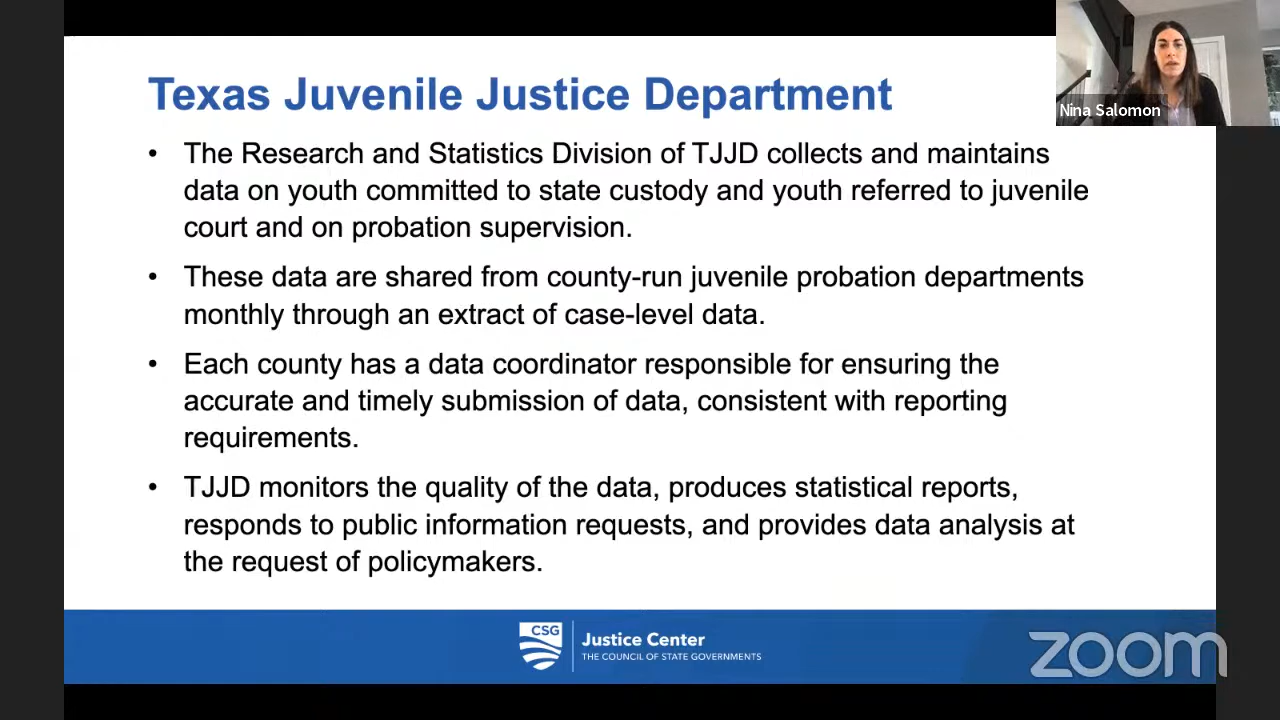 Texas Juvenile Justice Department
Nina Salomon
• The Research and Statistics Division of TJJD collects and maintains
data on youth committed to state custody and youth referred to juvenile
court and on probation supervision.
• These data are shared from county-run juvenile probation departments
monthly through an extract of case-level data.
• Each county has a data coordinator responsible for ensuring the
accurate and timely submission of data, consistent with reporting
requirements.
• TJJD monitors the quality of the data, produces statistical reports,
responds to public information requests, and provides data analysis at
the request of policymakers.
CSG
Justice Center
THE COUNCIL OF STATE GOVERNMENTS
zoom